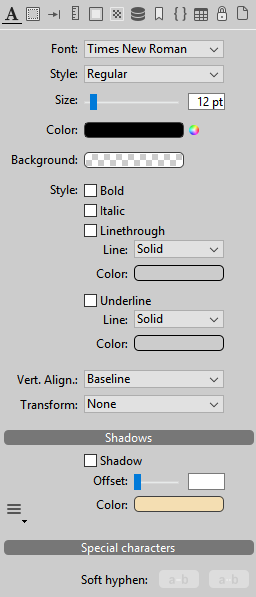 A
Font: Times New Roman
Style: Regular
Size: 12 pt
Color:
Background:
Style: Bold
Italic
Linethrough
Line: Solid
Color:
Underline
Line: Solid
Color:
Vert. Align.: Baseline
Transform: None
Shadows
Shadow
Offset:
Color:
Special characters
Soft hyphen: a-b a-b